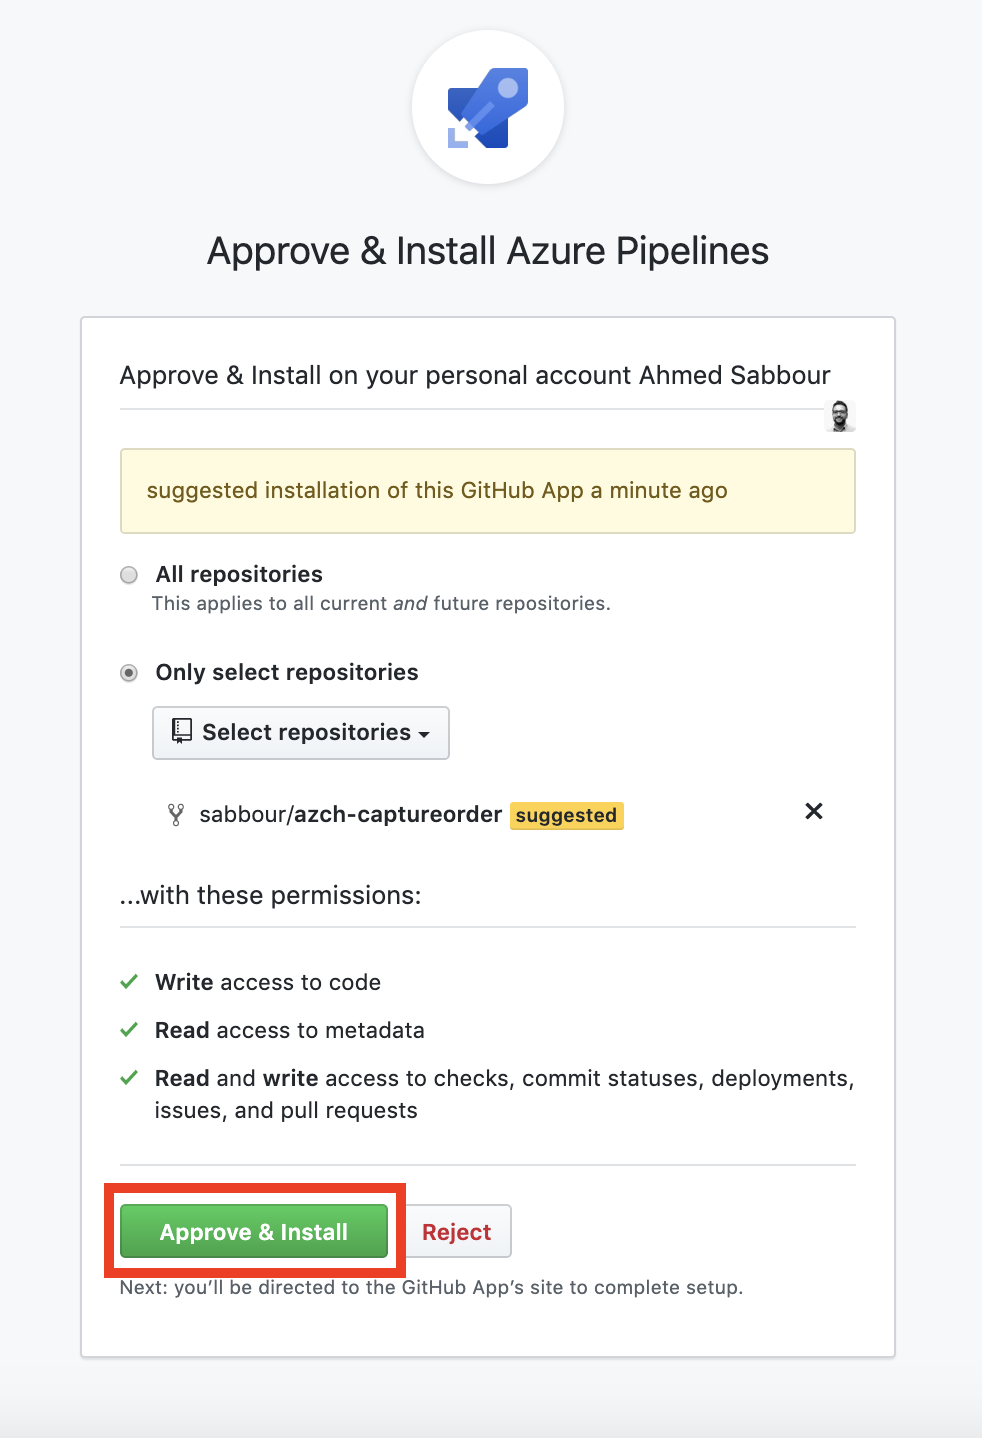 Approve & Install Azure Pipelines
Approve & Install on your personal account Ahmed Sabbour
suggested installation of this GitHub App a minute ago
All repositories
This applies to all current and future repositories.
Only select repositories
Select repositories
sabbour/azch-captureorder suggested
...with these permissions:
Write access to code
Read access to metadata
Read and write access to checks, commit statuses, deployments,
issues, and pull requests
Approve & Install Reject
Next: you’ll be directed to the GitHub App’s site to complete setup.